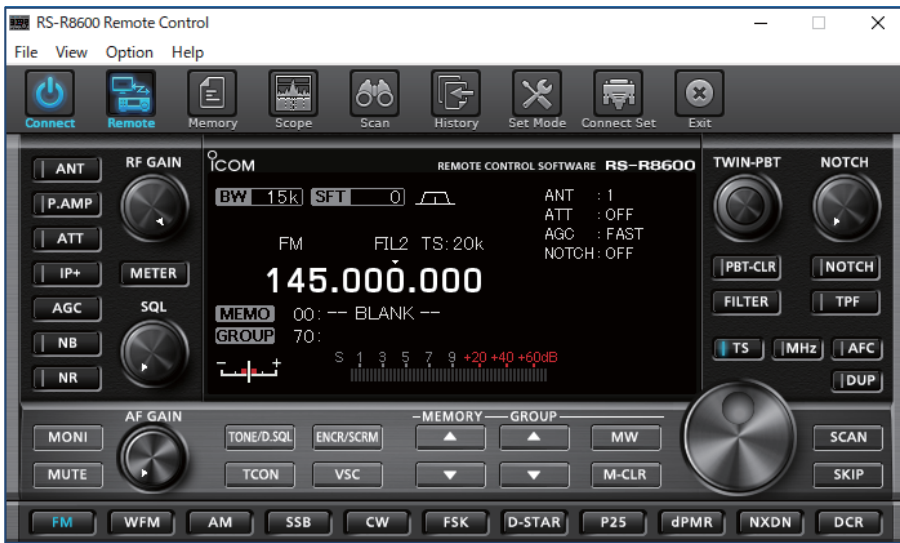 RS-R8600 Remote Control
File View Option Help
Connect Remote Memory Scope Scan History Set Mode Connect Set Exit
ANT RF GAIN
P.AMP
ATT
IP+ METER
AGC SQL
NB
NR
ICOM REMOTE CONTROL SOFTWARE RS-R8600
BW 15k SFT 0 ANT : 1
ATT : OFF
FM FIL2 TS: 20k AGC : FAST
NOTCH: OFF
145.000.000
MEMO 00: -- BLANK --
GROUP 70:
- + S 1 3 5 7 9 +20 +40 +60dB
TWIN-PBT NOTCH
PBT-CLR NOTCH
FILTER TPF
TS MHz AFC
DUP
AF GAIN MEMORY GROUP
MONI TONE/D.SQL ENCR/SCRM MW SCAN
MUTE TCON VSC M-CLR SKIP
FM WFM AM SSB CW FSK D-STAR P25 dPMR NXDN DCR